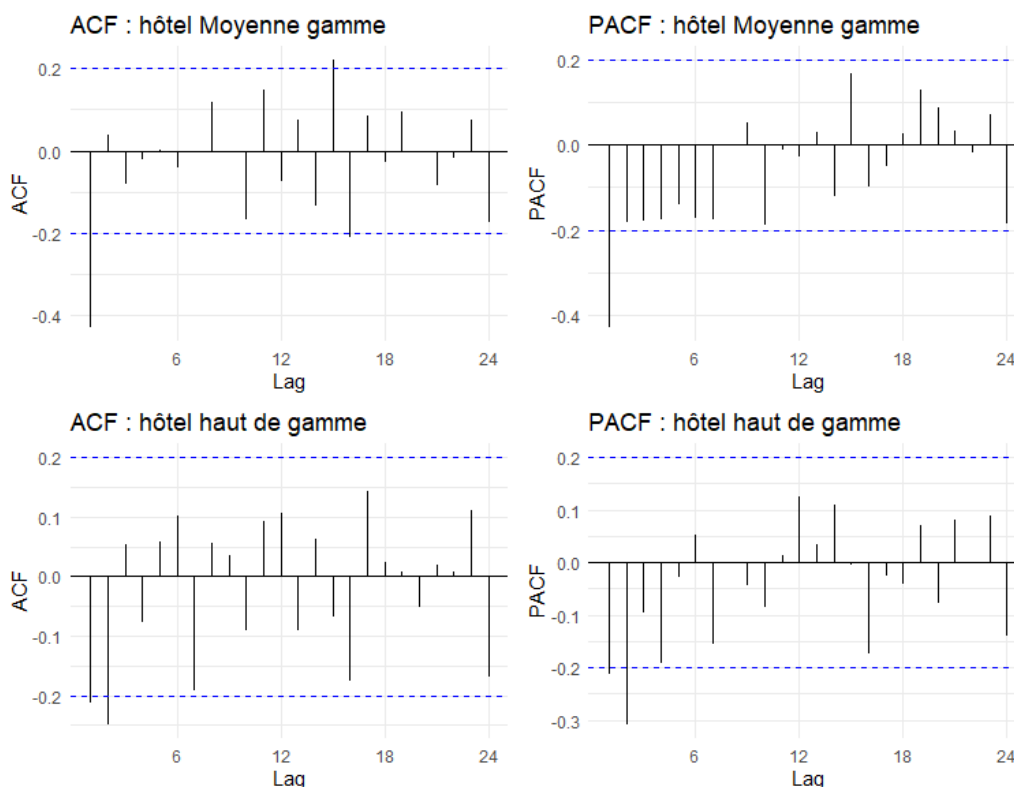 ACF : hôtel Moyenne gamme
0.2
0.0
-0.2
-0.4
ACF
6
12
18
24
Lag
PACF : hôtel Moyenne gamme
0.2
0.0
-0.2
-0.4
PACF
6
12
18
24
Lag
ACF : hôtel haut de gamme
0.2
0.1
0.0
-0.1
-0.2
ACF
6
12
18
24
Lag
PACF : hôtel haut de gamme
0.2
0.1
0.0
-0.1
-0.2
-0.3
PACF
6
12
18
24
Lag